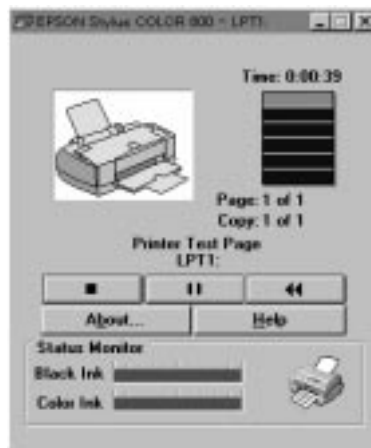 EPSON Stylus COLOR 800 - LPT1:
Time: 0:00:39
Page: 1 of 1
Copy: 1 of 1
Printer Test Page
LPT1:
About...
Help
Status Monitor
Black Ink
Color Ink